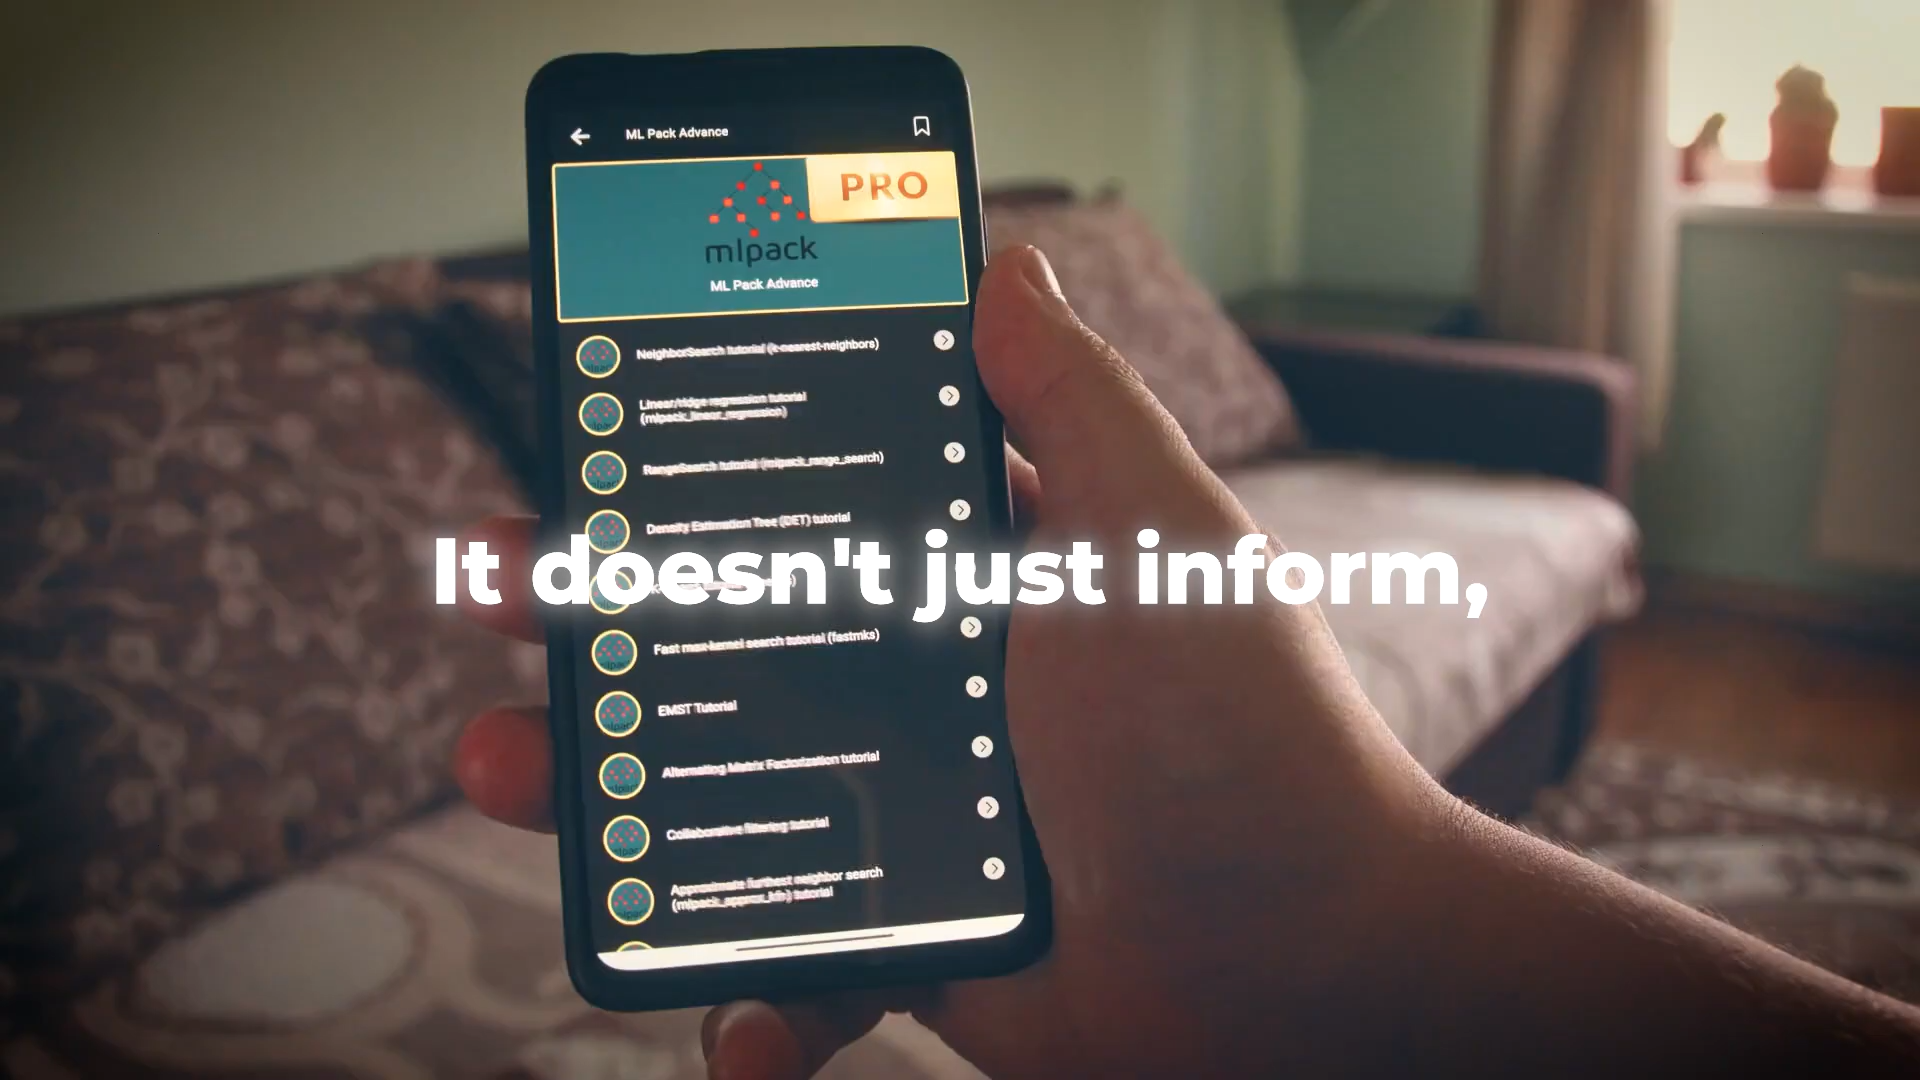 ML Pack Advance
PRO
mlpack
ML Pack Advance
NeighborSearch tutorial (k-nearest-neighbors)
Linear/ridge regression tutorial
(mlpack_linear_regression)
RangeSearch tutorial (mlpack_range_search)
Density Estimation Tree (DET) tutorial
It doesn't just inform,
Fast max-kernel search tutorial (fastmks)
EMST Tutorial
Alternating Matrix Factorization tutorial
Collaborative filtering tutorial
Approximate furthest neighbor search
(mlpack_approx_kfn) tutorial